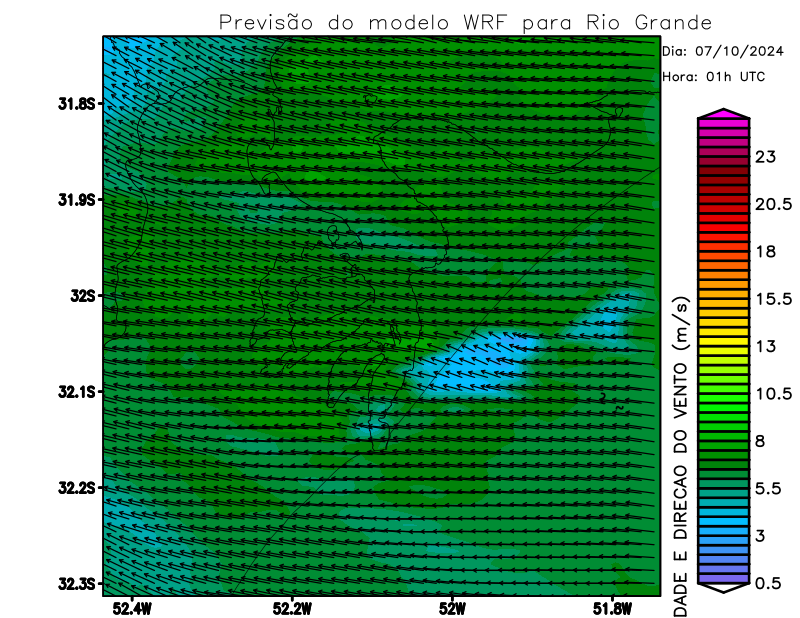 Previsão do modelo WRF para Rio Grande
Dia: 07/10/2024
Hora: 01h UTC
31.8S
31.9S
32S
32.1S
32.2S
32.3S
52.4W
52.2W
52W
51.8W
23
20.5
18
15.5
13
10.5
8
5.5
3
0.5
DADE E DIRECAO DO VENTO (m/s)